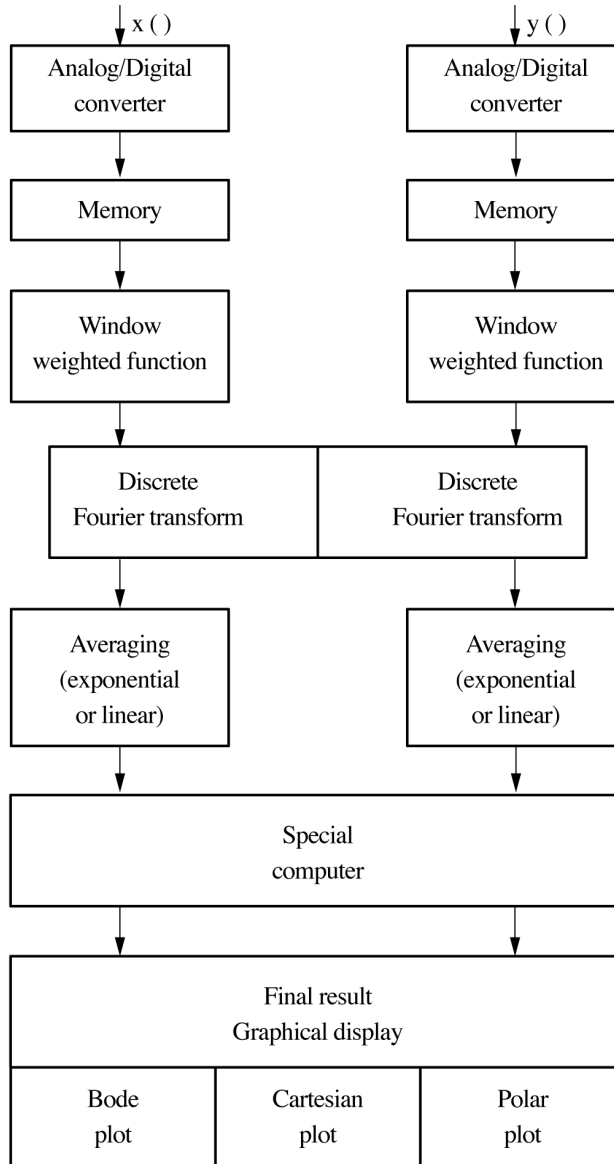 x ( )
y ( )
Analog/Digital
converter
Analog/Digital
converter
Memory
Memory
Window
weighted function
Window
weighted function
Discrete
Fourier transform
Discrete
Fourier transform
Averaging
(exponential
or linear)
Averaging
(exponential
or linear)
Special
computer
Final result
Graphical display
Bode
plot
Cartesian
plot
Polar
plot